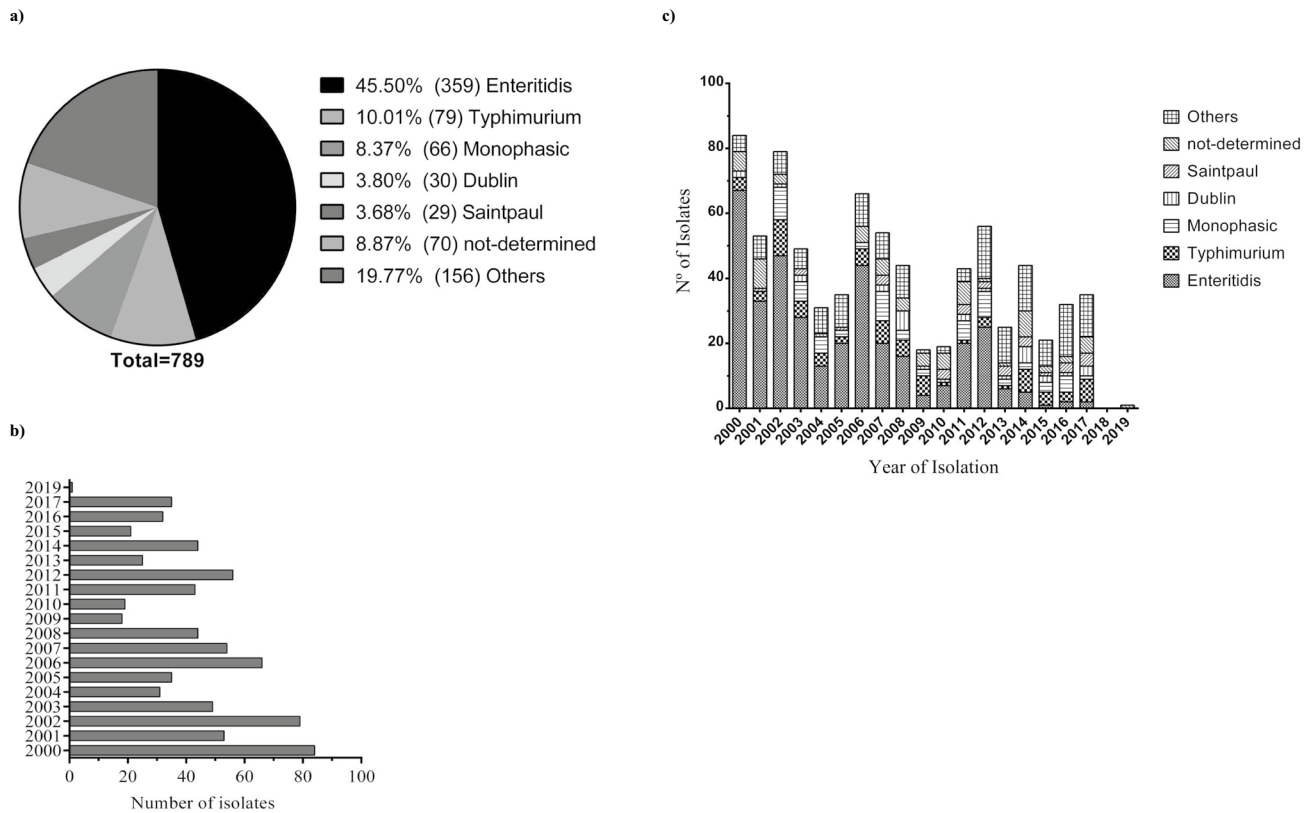 a)
45.50% (359) Enteritidis
10.01% (79) Typhimurium
8.37% (66) Monophasic
3.80% (30) Dublin
3.68% (29) Saintpaul
8.87% (70) not-determined
19.77% (156) Others
Total=789
b)
2019
2017
2016
2015
2014
2013
2012
2011
2010
2009
2008
2007
2006
2005
2004
2003
2002
2001
2000
0 20 40 60 80 100
Number of isolates
c)
100
80
60
40
20
0
Nº of Isolates
2000 2001 2002 2003 2004 2005 2006 2007 2008 2009 2010 2011 2012 2013 2014 2015 2016 2017 2018 2019
Year of Isolation
Others
not-determined
Saintpaul
Dublin
Monophasic
Typhimurium
Enteritidis